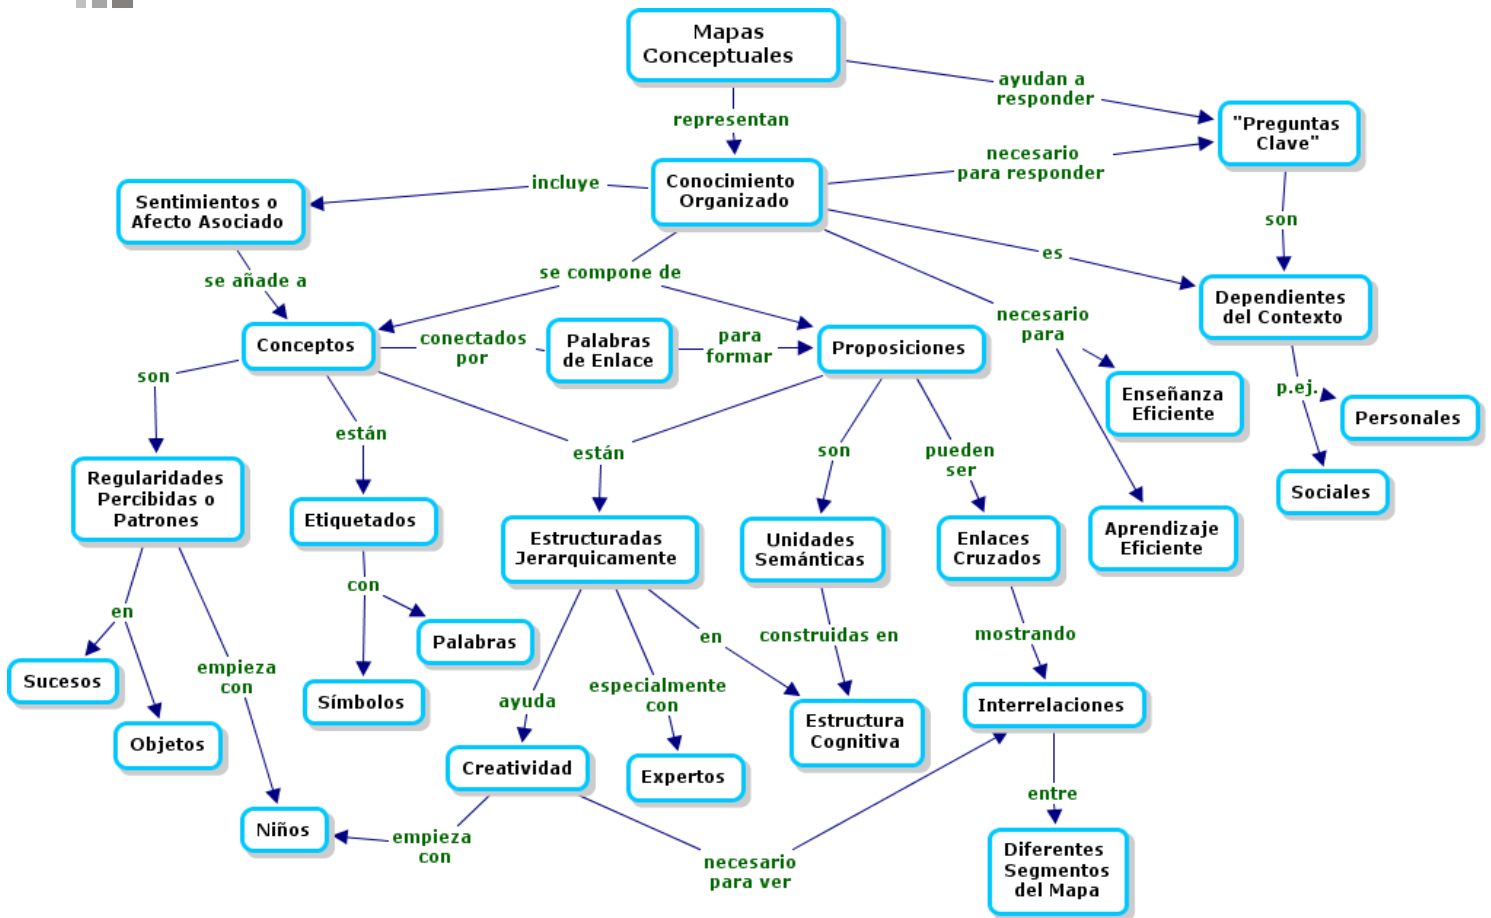 Mapas
Conceptuales
ayudan a
responder
representan
"Preguntas
Clave"
necesario
para responder
incluye
Conocimiento
Organizado
Sentimientos o
Afecto Asociado
son
es
se añade a
se compone de
Dependientes
del Contexto
necesario
para
Conceptos
conectados
por
Palabras
de Enlace
para
formar
Proposiciones
son
están
están
son
pueden
ser
Enseñanza
Eficiente
p.ej.
Personales
Sociales
Regularidades
Percibidas o
Patrones
Etiquetados
Estructuradas
Jerarquicamente
Unidades
Semánticas
Enlaces
Cruzados
Aprendizaje
Eficiente
en
con
Palabras
en
construidas en
mostrando
Sucesos
empieza
con
Símbolos
ayuda
especialmente
con
Estructura
Cognitiva
Interrelaciones
Objetos
Creatividad
Expertos
entre
Niños
empieza
con
necesario
para ver
Diferentes
Segmentos
del Mapa